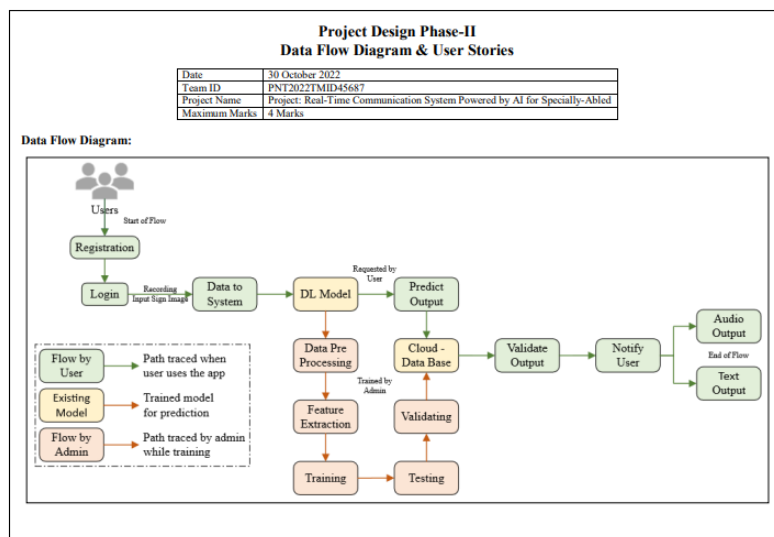 Project Design Phase-II
Data Flow Diagram & User Stories
Date 30 October 2022
Team ID PNT2022TMID45687
Project Name Project: Real-Time Communication System Powered by AI for Specially-Abled
Maximum Marks 4 Marks
Data Flow Diagram:
Users
Start of Flow
Registration
Login
Recording
Input Sign Image
Data to
System
DL Model
Requested by
User
Predict
Output
Data Pre
Processing
Feature
Extraction
Training
Testing
Validating
Trained by
Admin
Cloud -
Data Base
Validate
Output
Notify
User
Audio
Output
End of Flow
Text
Output
Flow by
User
Path traced when
user uses the app
Existing
Model
Trained model
for prediction
Flow by
Admin
Path traced by admin
while training